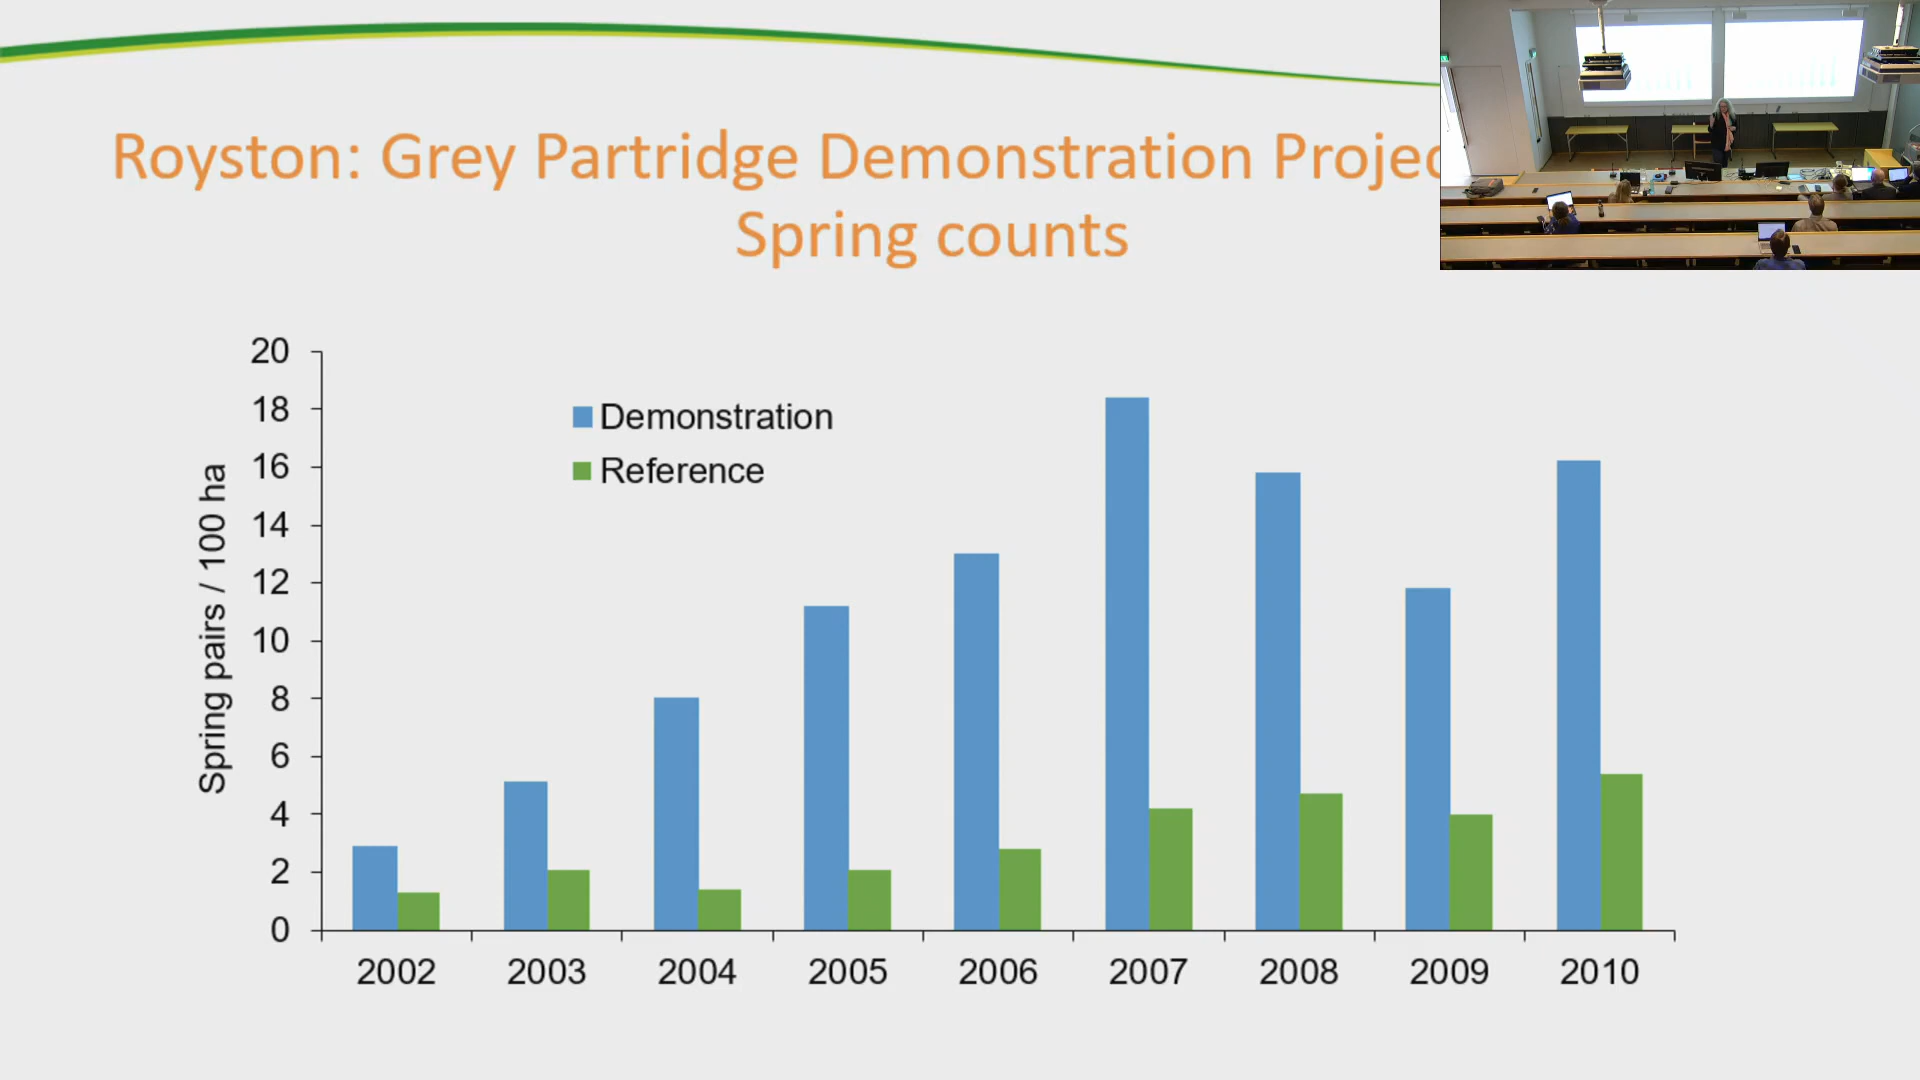 Royston: Grey Partridge Demonstration Projec
Spring counts
20
18
16
14
12
10
8
6
4
2
0
Spring pairs / 100 ha
Demonstration
Reference
2002 2003 2004 2005 2006 2007 2008 2009 2010